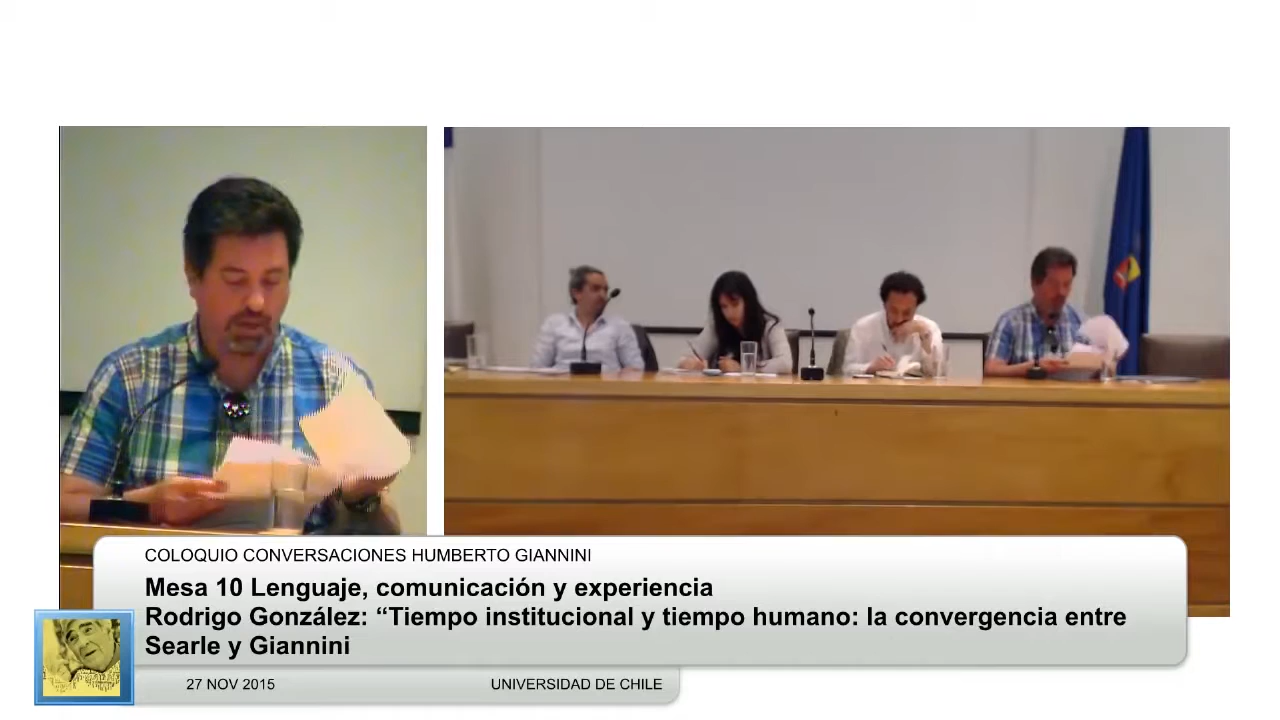 COLOQUIO CONVERSACIONES HUMBERTO GIANNINI
Mesa 10 Lenguaje, comunicación y experiencia
Rodrigo González: “Tiempo institucional y tiempo humano: la convergencia entre
Searle y Giannini
27 NOV 2015
UNIVERSIDAD DE CHILE